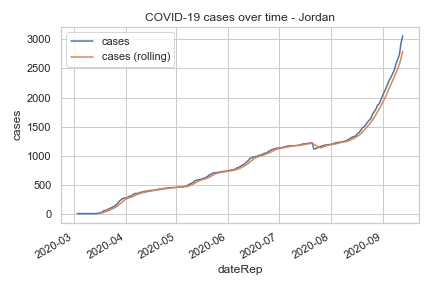 COVID-19 cases over time - Jordan
cases
cases (rolling)
3000
2500
2000
1500
1000
500
0
cases
2020-03
2020-04
2020-05
2020-06
2020-07
2020-08
2020-09
dateRep